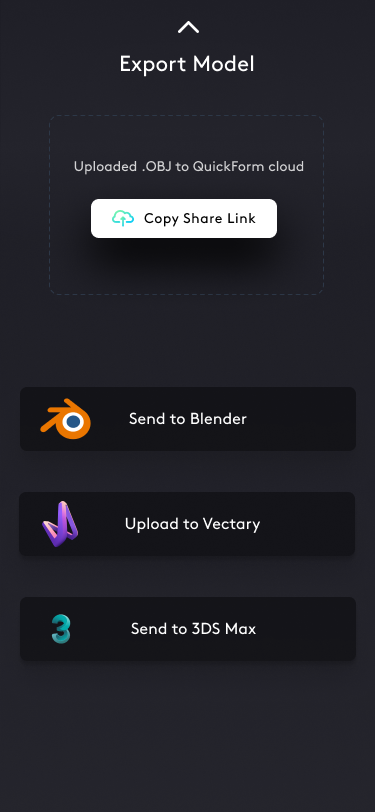 Export Model
Uploaded .OBJ to QuickForm cloud
Copy Share Link
Send to Blender
Upload to Vectary
3
Send to 3DS Max